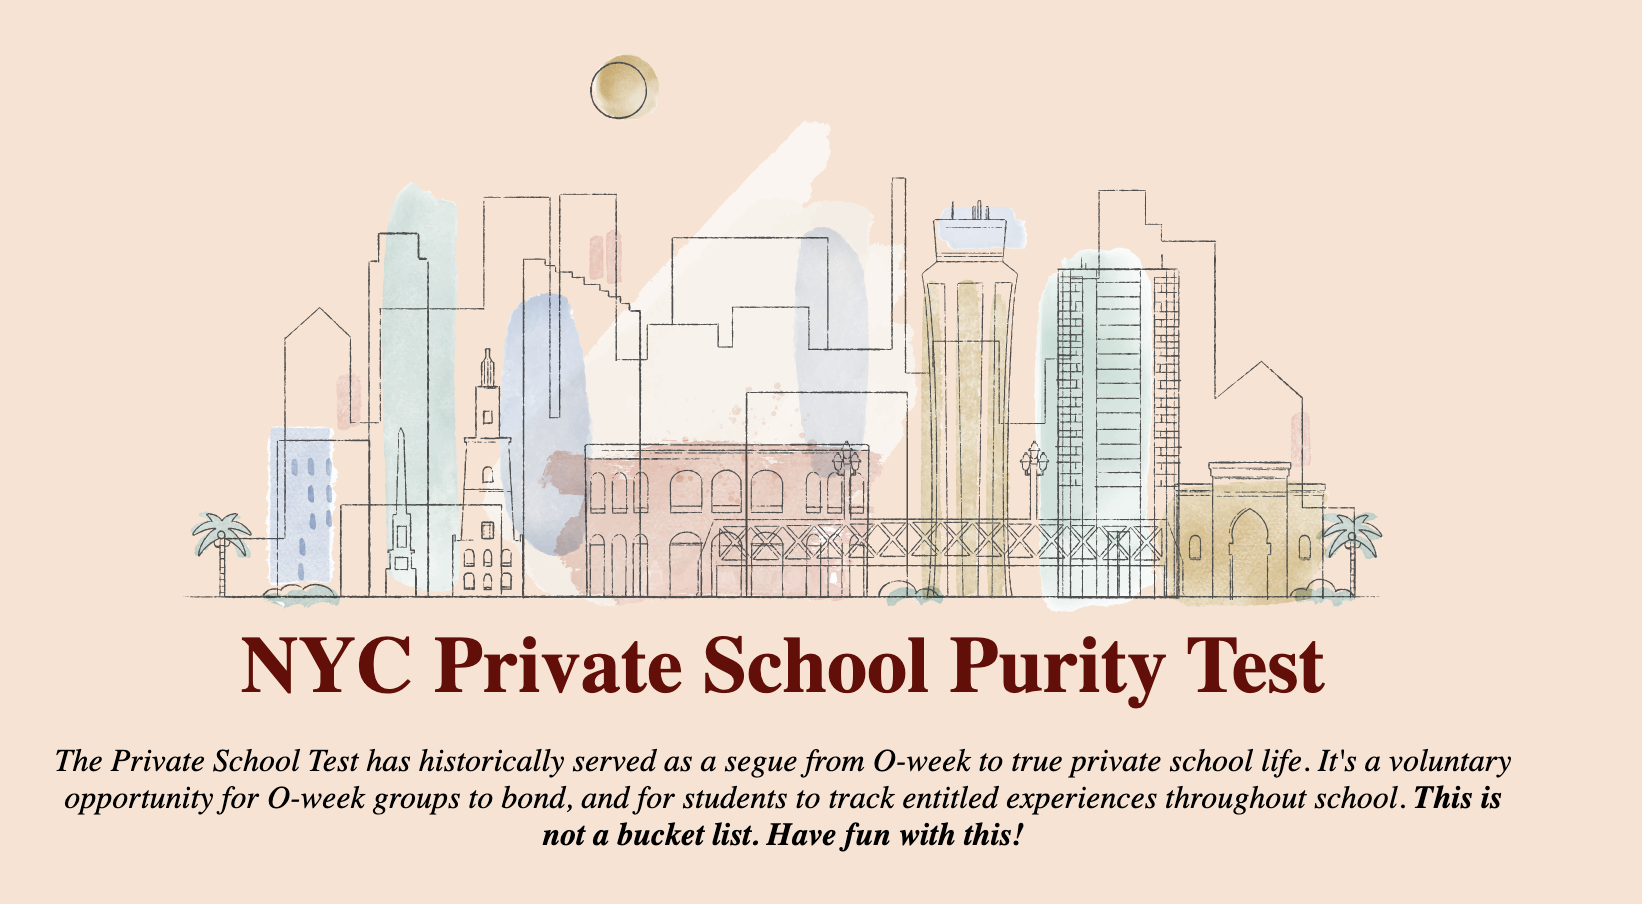 NYC Private School Purity Test
The Private School Test has historically served as a segue from O-week to true private school life. It's a voluntary
opportunity for O-week groups to bond, and for students to track entitled experiences throughout school. This is
not a bucket list. Have fun with this!